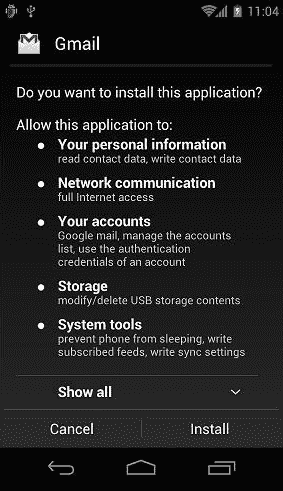 11:04
Gmail
Do you want to install this application?
Allow this application to:
● Your personal information
read contact data, write contact data
● Network communication
full Internet access
● Your accounts
Google mail, manage the accounts
list, use the authentication
credentials of an account
● Storage
modify/delete USB storage contents
● System tools
prevent phone from sleeping, write
subscribed feeds, write sync settings
Show all
Cancel Install